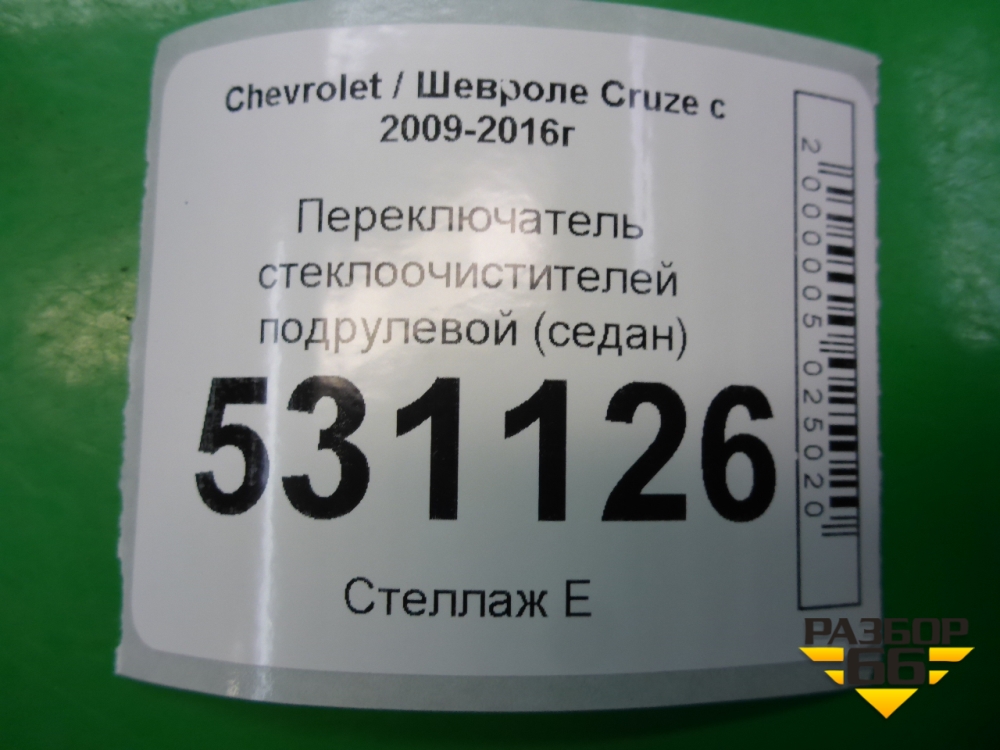 Chevrolet / Шевроле Cruze с
2009-2016г
Переключатель
стеклоочистителей
подрулевой (седан)
531126
Стеллаж Е
2000005025020
РАЗБОР
66